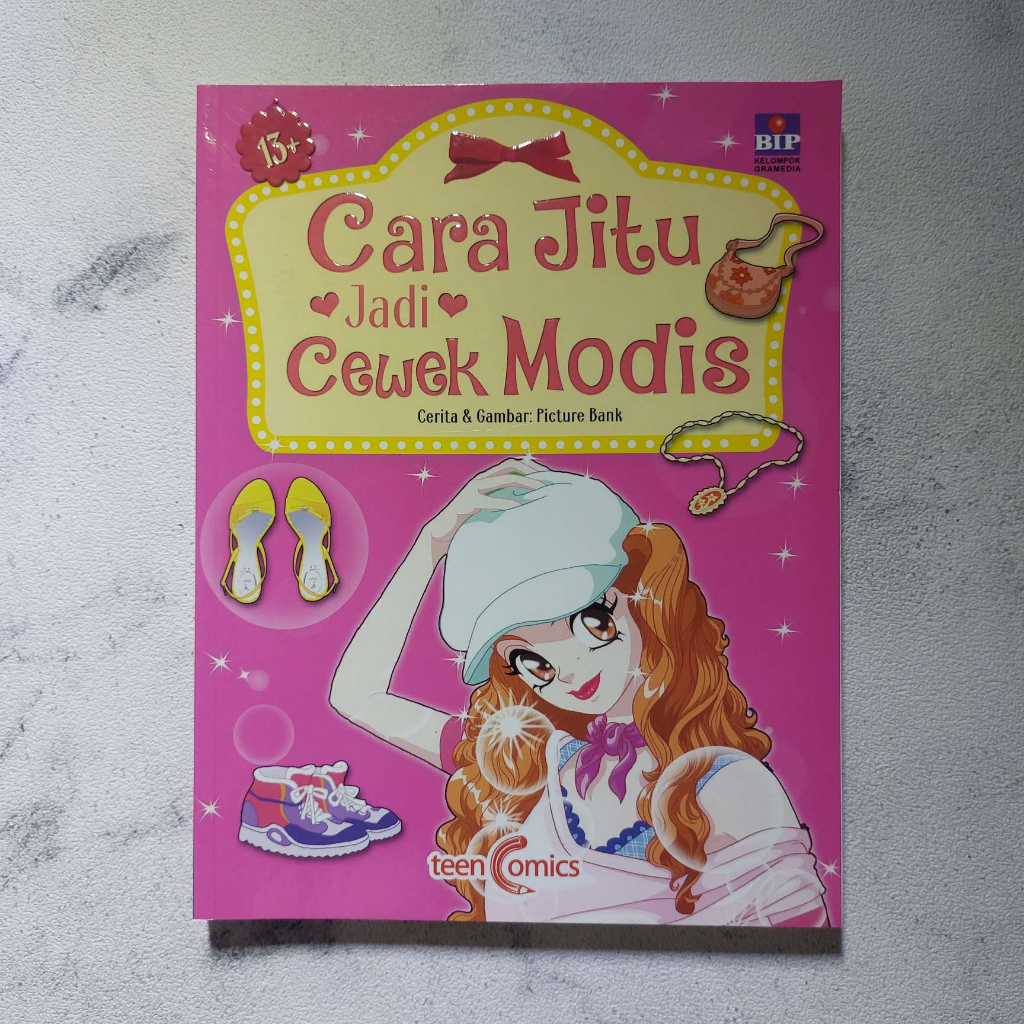 13+
BIP
KELOMPOK
GRAMEDIA
Cara Jitu
Jadi
Cewek Modis
Cerita & Gambar: Picture Bank
teen Comics